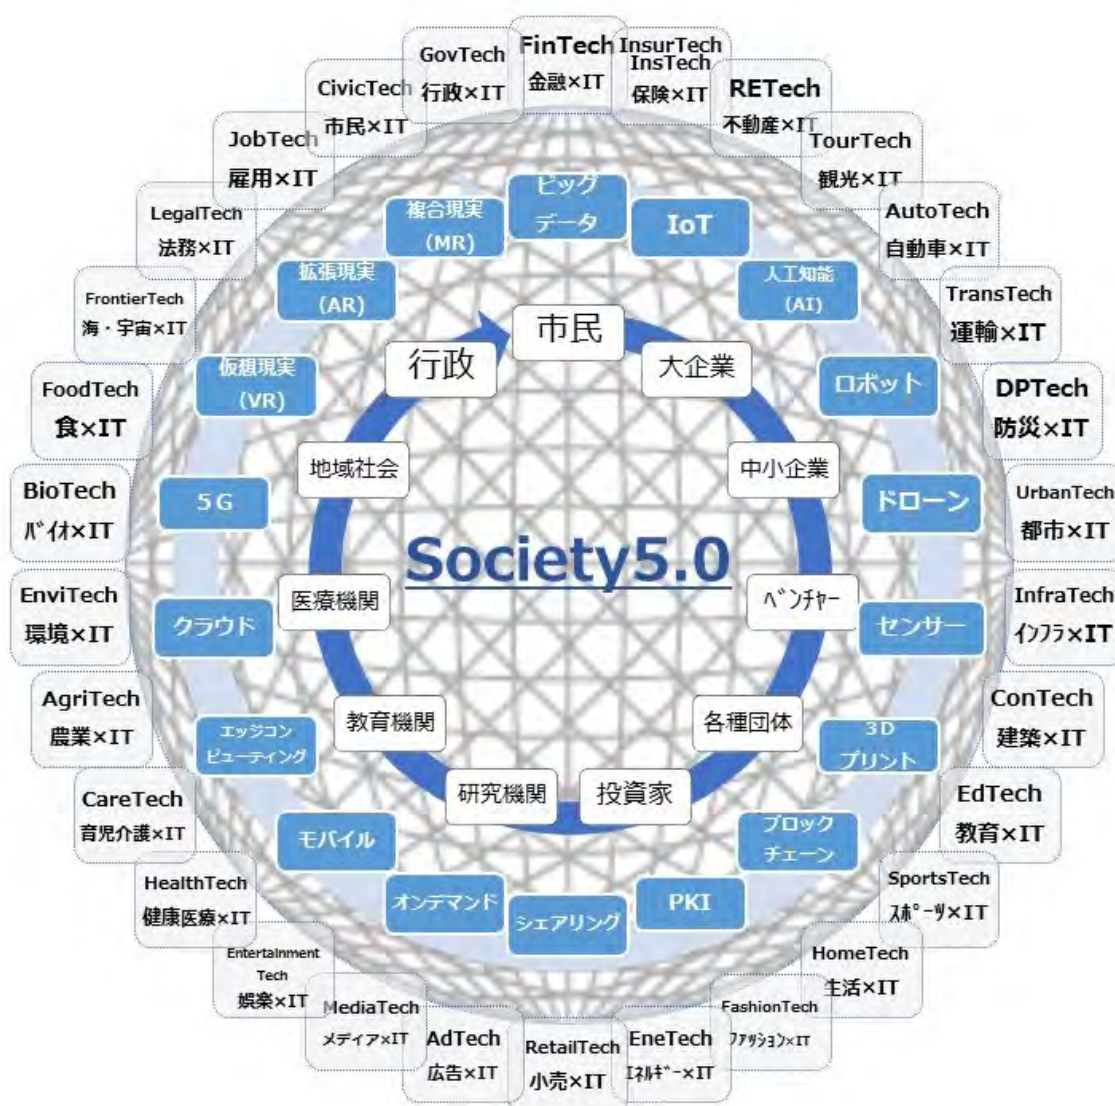 FinTech
金融×IT
InsurTech
InsTech
保険×IT
RETech
不動産×IT
TourTech
観光×IT
AutoTech
自動車×IT
TransTech
運輸×IT
DPTech
防災×IT
UrbanTech
都市×IT
InfraTech
ｲﾝﾌﾗ×IT
ConTech
建築×IT
EdTech
教育×IT
SportsTech
ｽﾎﾟｰﾂ×IT
HomeTech
生活×IT
FashionTech
ﾌｧｯｼｮﾝ×IT
EneTech
ｴﾈﾙｷﾞｰ×IT
RetailTech
小売×IT
AdTech
広告×IT
MediaTech
メディア×IT
Entertainment
Tech
娯楽×IT
HealthTech
健康医療×IT
CareTech
育児介護×IT
AgriTech
農業×IT
EnviTech
環境×IT
BioTech
ﾊﾞｲｵ×IT
FoodTech
食×IT
FrontierTech
海・宇宙×IT
LegalTech
法務×IT
JobTech
雇用×IT
CivicTech
市民×IT
GovTech
行政×IT
ビッグ
データ
IoT
人工知能
(AI)
ロボット
ドローン
センサー
3D
プリント
ブロック
チェーン
PKI
シェアリング
オンデマンド
モバイル
エッジコン
ピューティング
クラウド
5G
仮想現実
(VR)
拡張現実
(AR)
複合現実
(MR)
市民
大企業
中小企業
ﾍﾞﾝﾁｬｰ
各種団体
投資家
研究機関
教育機関
医療機関
地域社会
行政
Society5.0